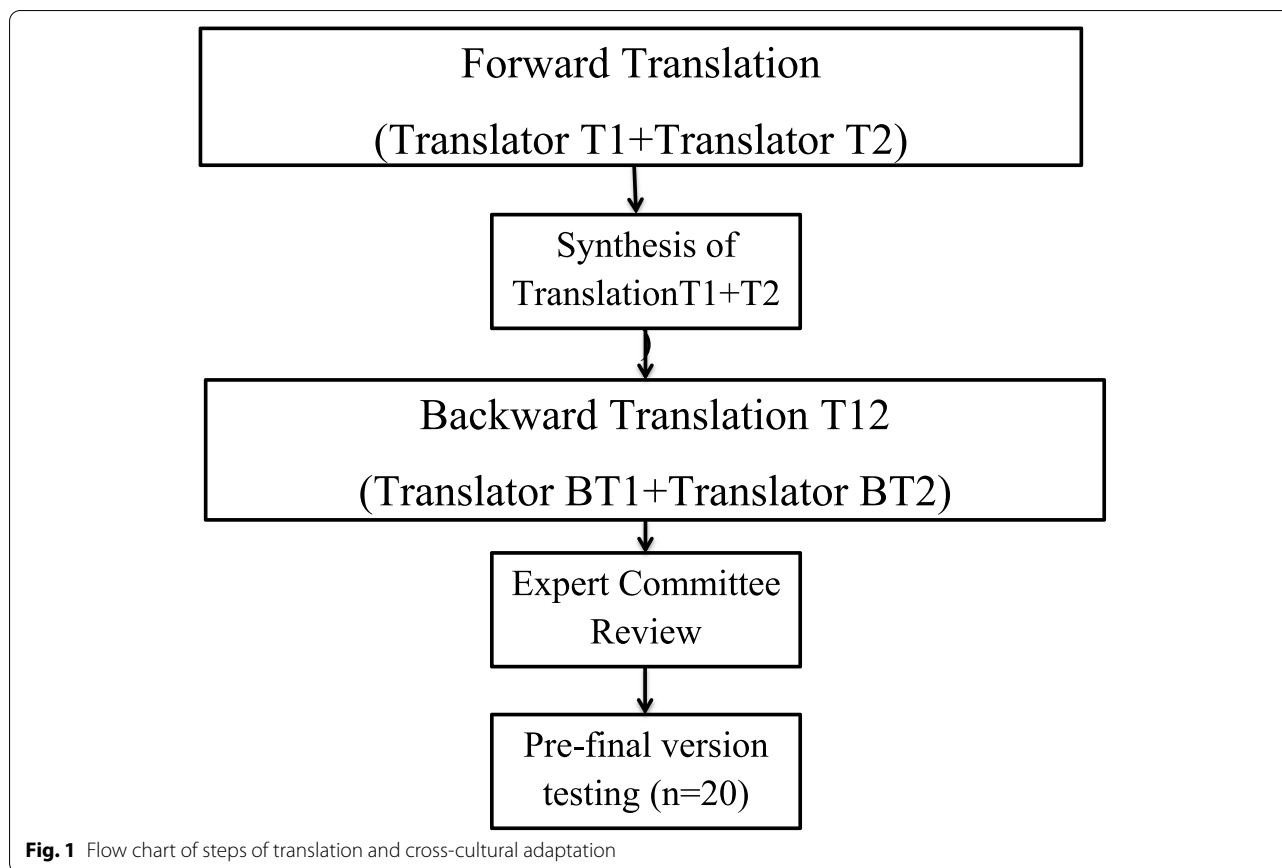 Forward Translation
(Translator T1+Translator T2)
Synthesis of
TranslationT1+T2
)
Backward Translation T12
(Translator BT1+Translator BT2)
Expert Committee
Review
Pre-final version
testing (n=20)
Fig. 1 Flow chart of steps of translation and cross-cultural adaptation